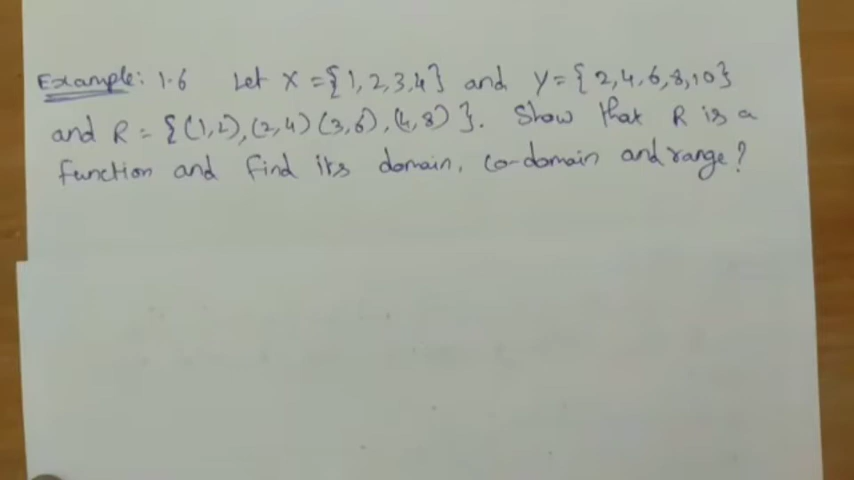 Example: 1.6 Let X = {1,2,3,4} and Y = {2,4,6,8,10}
and R = {(1,2),(2,4)(3,6),(4,8)}. Show that R is a
function and find its domain, co-domain and range?